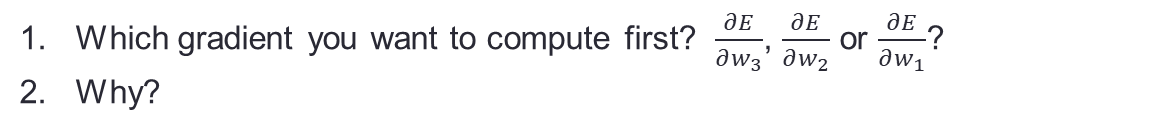 1. Which gradient you want to compute first? ∂E/∂w₃, ∂E/∂w₂ or ∂E/∂w₁?
2. Why?